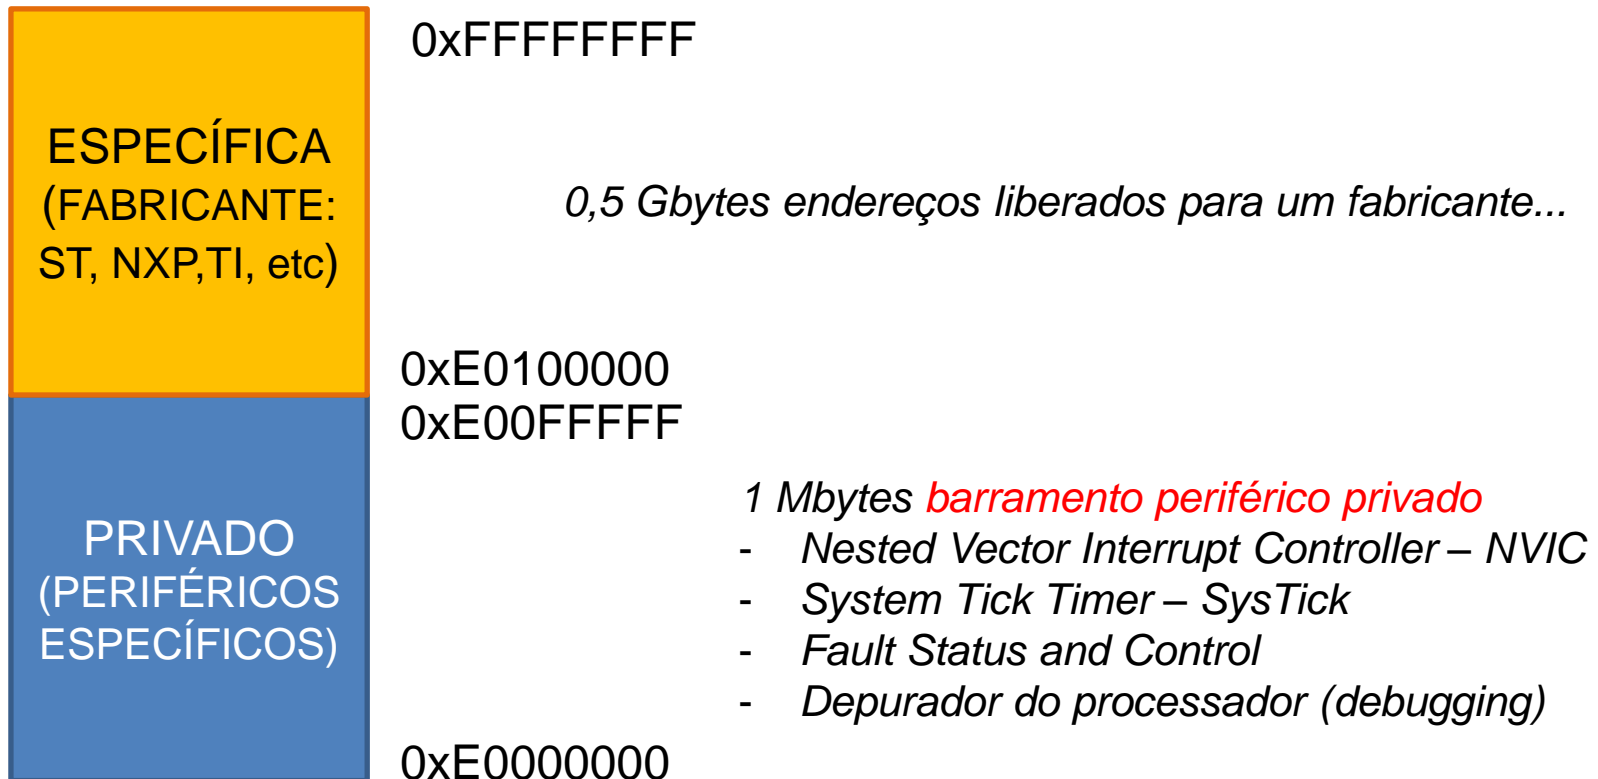 0xFFFFFFFF
ESPECÍFICA
(FABRICANTE:
ST, NXP,TI, etc)
0,5 Gbytes endereços liberados para um fabricante...
0xE0100000
0xE00FFFFF
PRIVADO
(PERIFÉRICOS
ESPECÍFICOS)
1 Mbytes barramento periférico privado
- Nested Vector Interrupt Controller – NVIC
- System Tick Timer – SysTick
- Fault Status and Control
- Depurador do processador (debugging)
0xE0000000